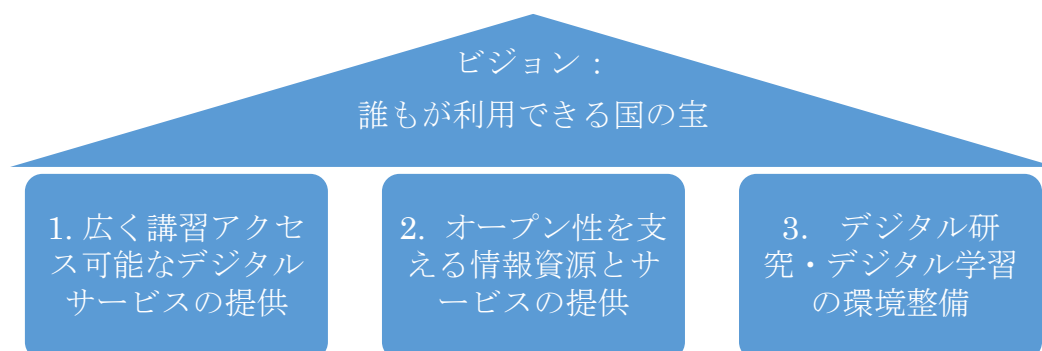 ビジョン：
誰もが利用できる国の宝
1. 広く講習アクセ
ス可能なデジタル
サービスの提供
2. オープン性を支
える情報資源とサ
ービスの提供
3. デジタル研
究・デジタル学習
の環境整備